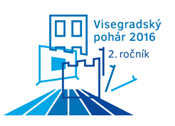 Visegradský
pohár 2016
2. ročník